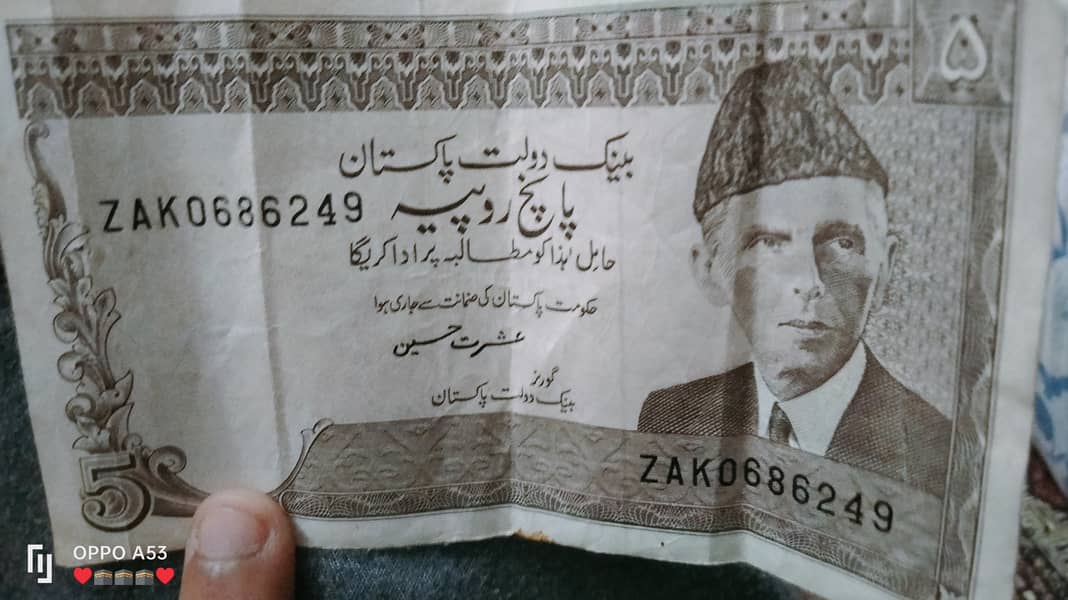 ۵
بینک دولت پاکستان
ZAK0686249
پانچ روپیہ
حامل ہٰذا کو مطالبہ پر ادا کریگا
حکومت پاکستان کی ضمانت سے جاری ہوا
عشرت حسین
گورنر
بینک دولت پاکستان
ZAK0686249
5
OPPO A53